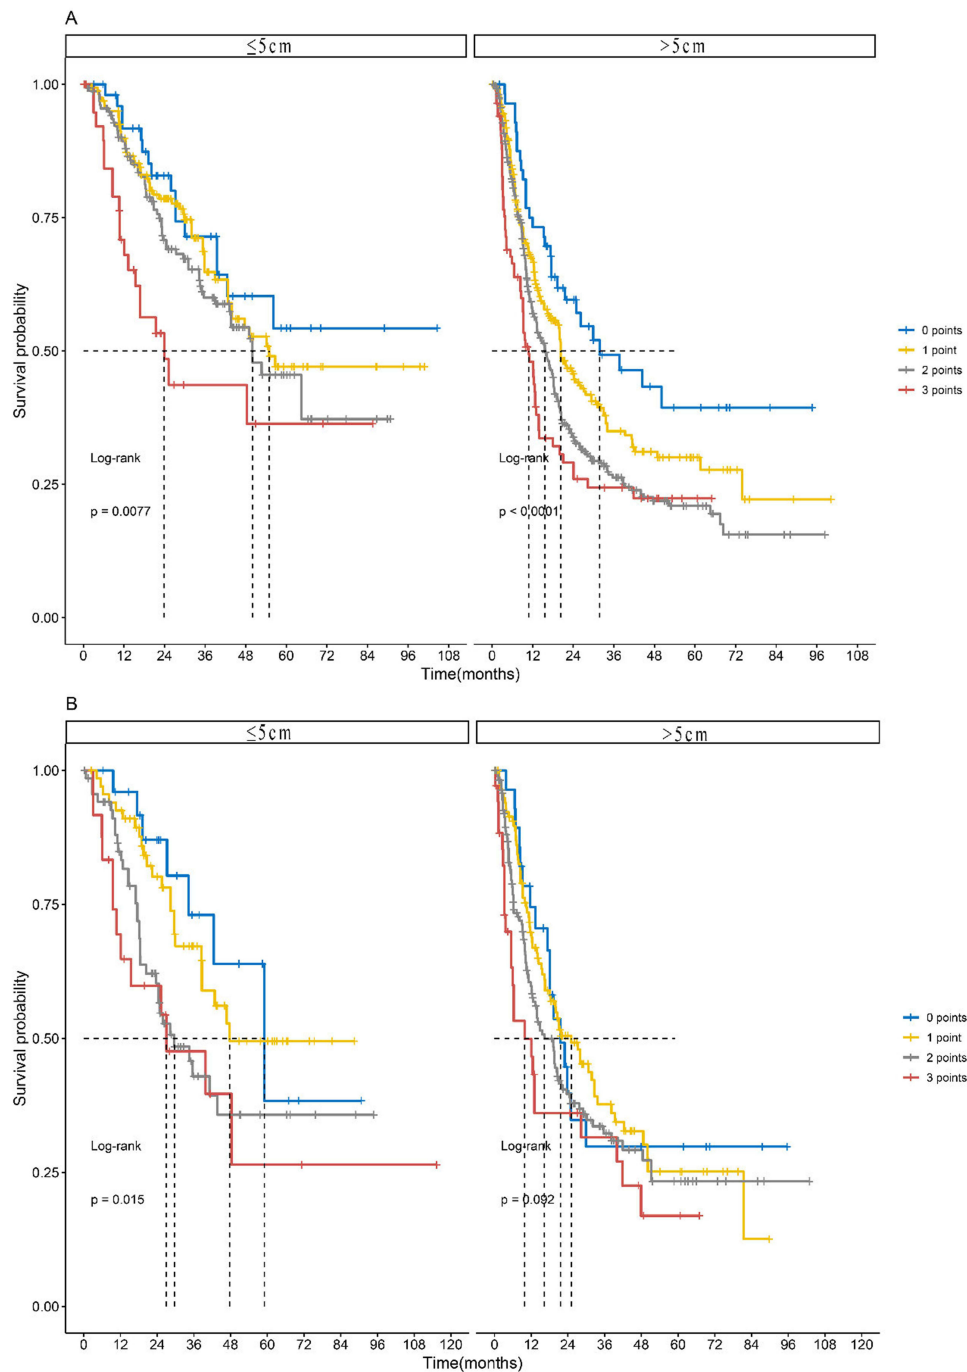 A
≤5cm >5cm
1.00
0.75
0.50
0.25
0.00
Survival probability
Log-rank
p = 0.0077
Log-rank
p < 0.0001
0 points
1 point
2 points
3 points
0 12 24 36 48 60 72 84 96 108 0 12 24 36 48 60 72 84 96 108
Time(months)
B
≤5cm >5cm
1.00
0.75
0.50
0.25
0.00
Survival probability
Log-rank
p = 0.015
Log-rank
p = 0.092
0 points
1 point
2 points
3 points
0 12 24 36 48 60 72 84 96 108 120 0 12 24 36 48 60 72 84 96 108 120
Time(months)